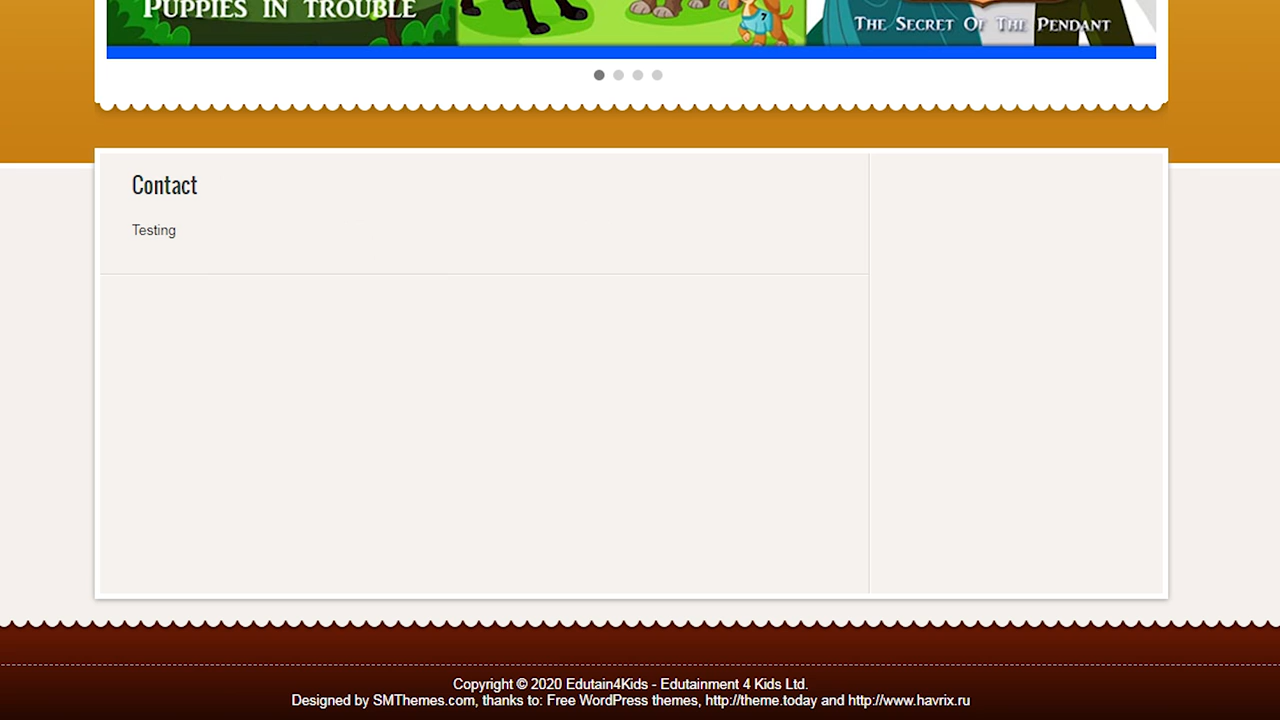 PUPPIES IN TROUBLE
THE SECRET OF THE PENDANT
7
Contact
Testing
Copyright © 2020 Edutain4Kids - Edutainment 4 Kids Ltd.
Designed by SMThemes.com, thanks to: Free WordPress themes, http://theme.today and http://www.havrix.ru